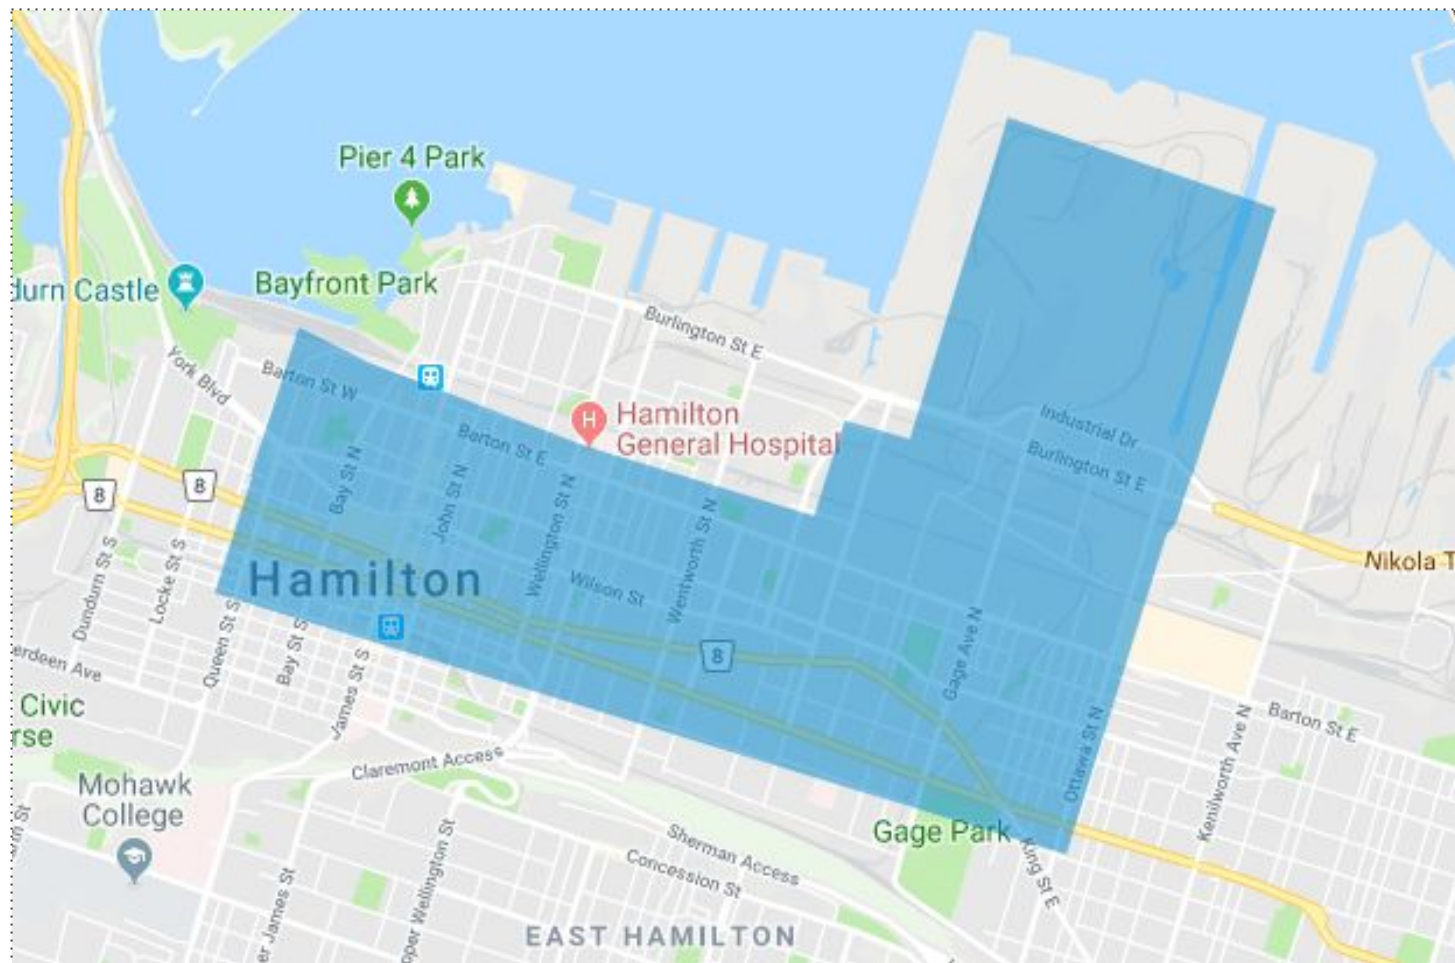 Pier 4 Park
durn Castle
Bayfront Park
Burlington St E
York Blvd
Barton St W
Hamilton
General Hospital
H
Industrial Dr
Barton St E
Burlington St E
8
8
Bay St N
John St N
Wellington St N
Wentworth St N
Nikola T
Hamilton
Wilson St
Dundurn St S
Locke St S
Queen St S
Bay St S
James St S
8
Gage Ave N
erdeen Ave
Civic
rse
Ottawa St N
Kenilworth Ave N
Barton St E
Claremont Access
Mohawk
College
Gage Park
King St E
Sherman Access
Concession St
er James St
pper Wellington St
EAST HAMILTON